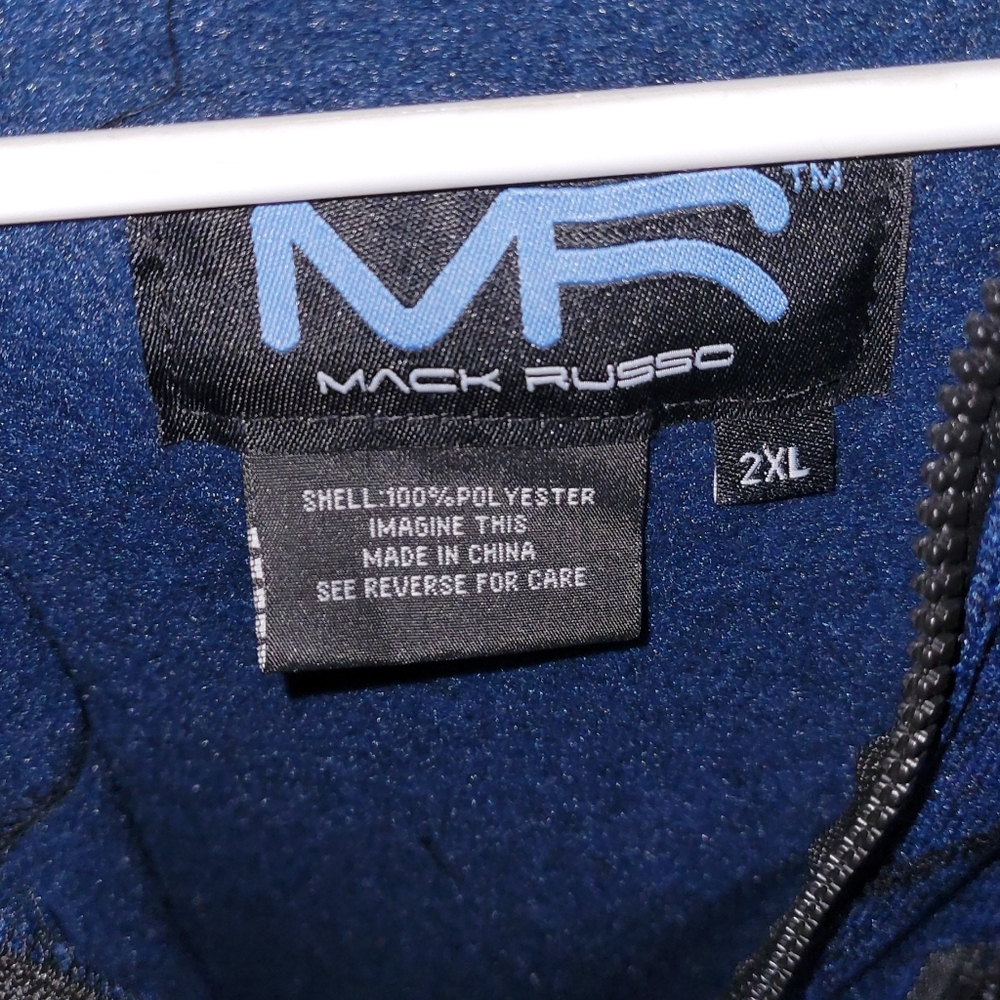 MR™
MACK RUSSO
2XL
SHELL:100%POLYESTER
IMAGINE THIS
MADE IN CHINA
SEE REVERSE FOR CARE